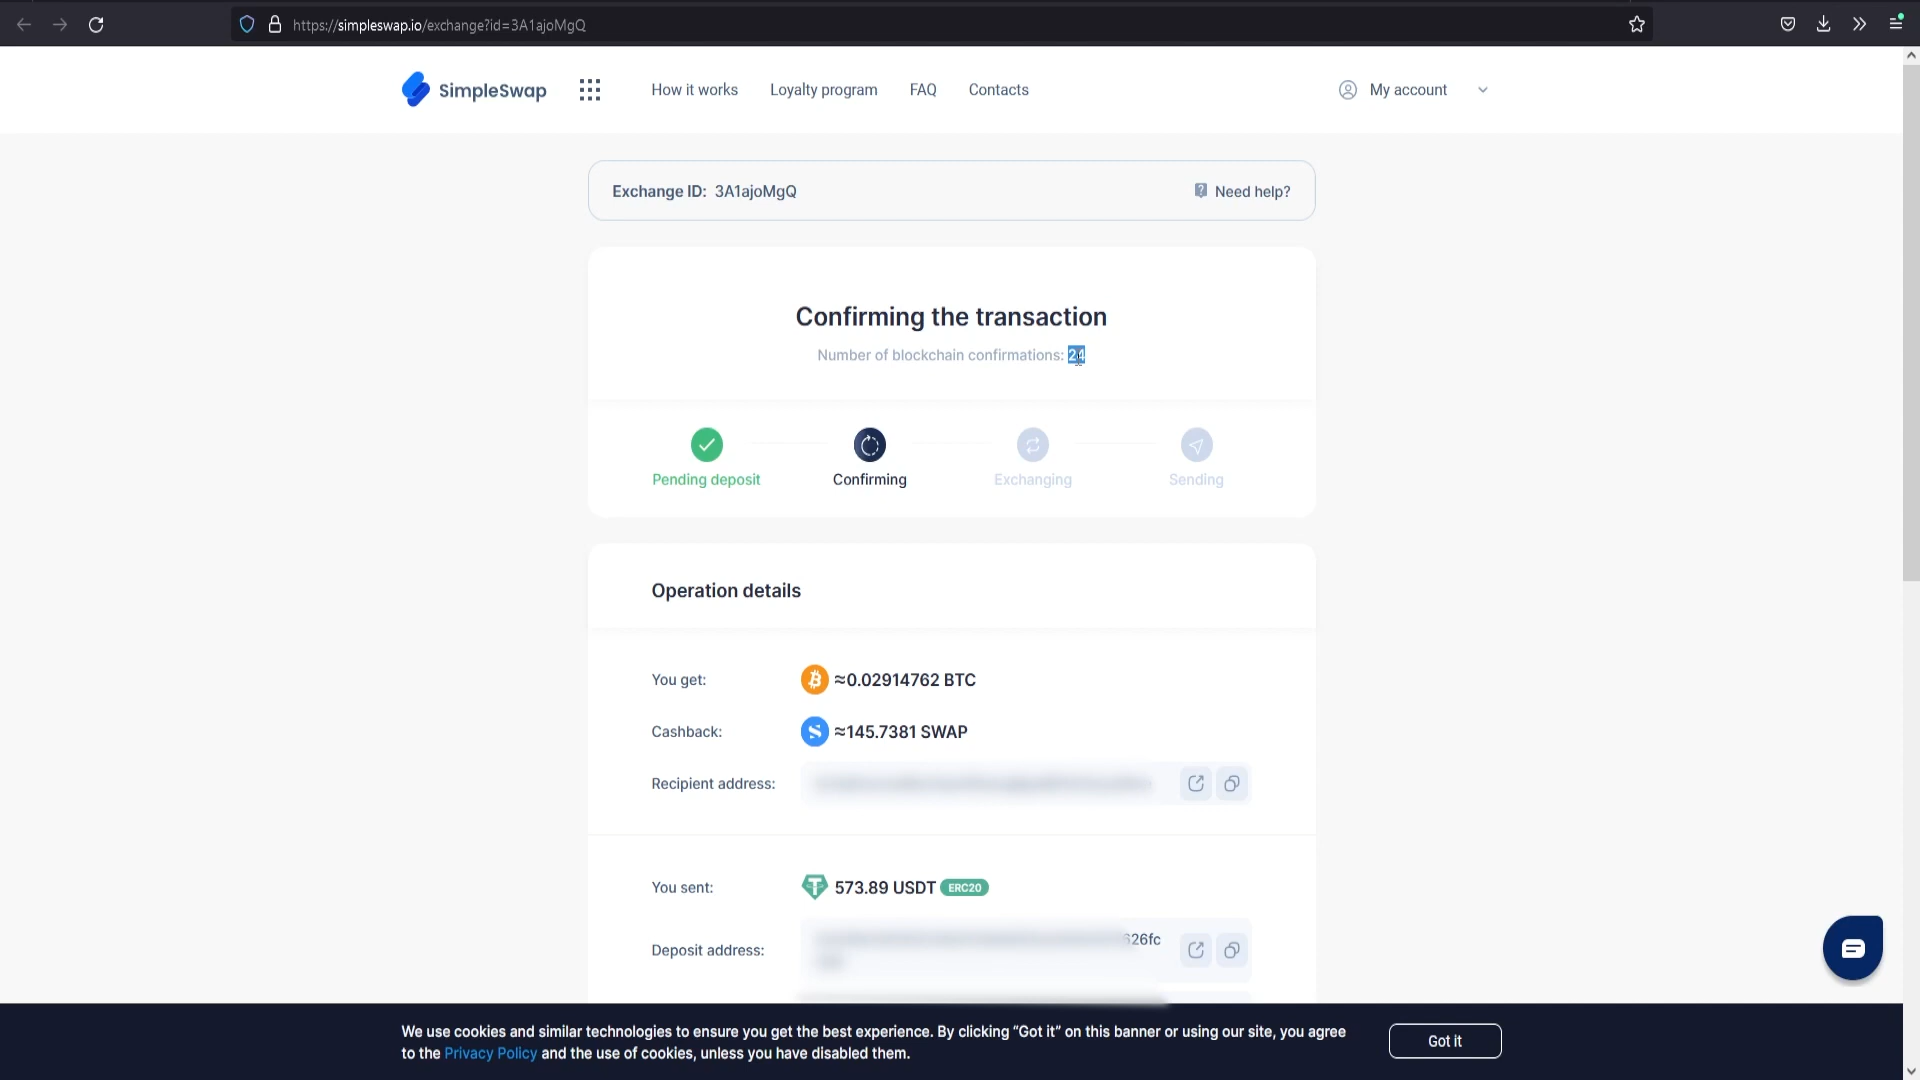 https://simpleswap.io/exchange?id=3A1ajoMgQ
SimpleSwap
How it works
Loyalty program
FAQ
Contacts
My account
Exchange ID: 3A1ajoMgQ
Need help?
Confirming the transaction
Number of blockchain confirmations: 24
Pending deposit
Confirming
Exchanging
Sending
Operation details
You get:
≈0.02914762 BTC
Cashback:
≈145.7381 SWAP
Recipient address:
You sent:
573.89 USDT ERC20
Deposit address:
626fc
We use cookies and similar technologies to ensure you get the best experience. By clicking “Got it” on this banner or using our site, you agree
to the Privacy Policy and the use of cookies, unless you have disabled them.
Got it